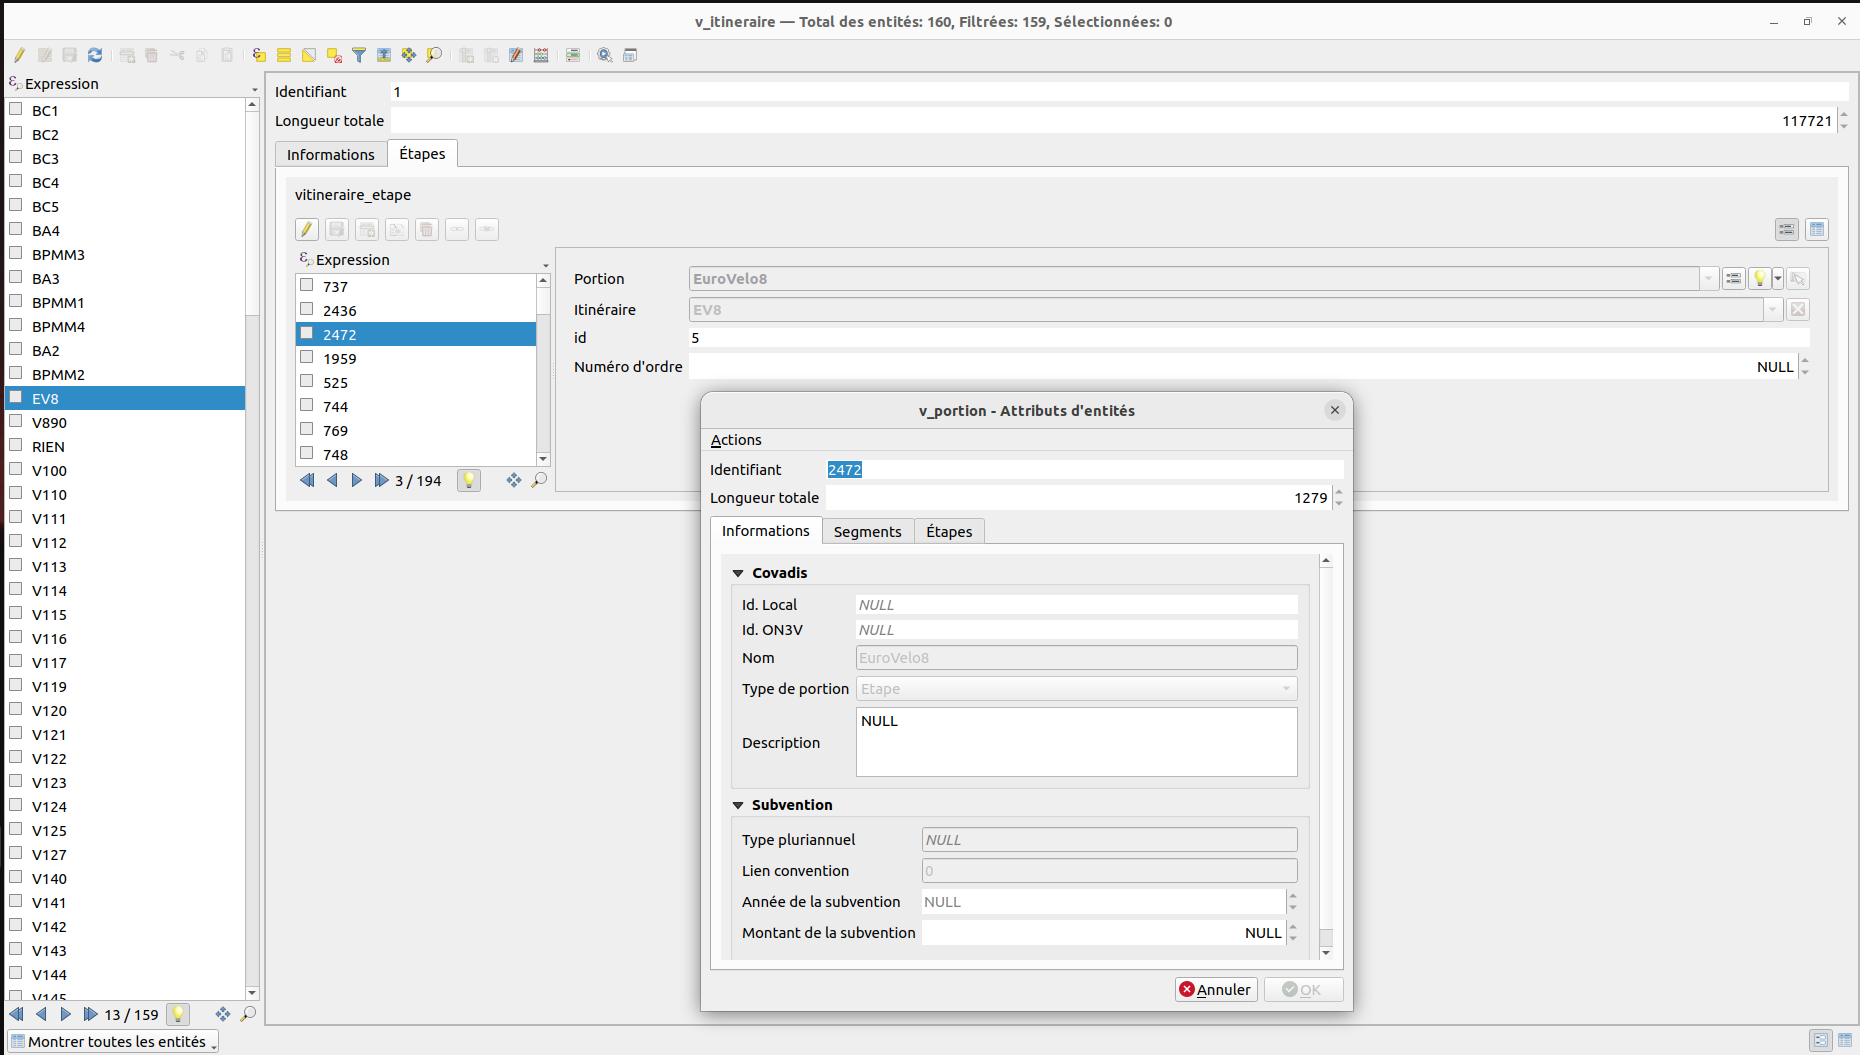 v_itineraire — Total des entités: 160, Filtrées: 159, Sélectionnées: 0
Expression
BC1
BC2
BC3
BC4
BC5
BA4
BPMM3
BA3
BPMM1
BPMM4
BA2
BPMM2
EV8
V890
RIEN
V100
V110
V111
V112
V113
V114
V115
V116
V117
V119
V120
V121
V122
V123
V124
V125
V127
V140
V141
V142
V143
V144
V145
13 / 159
Montrer toutes les entités
Identifiant 1
Longueur totale 117721
Informations Étapes
vitineraire_etape
Expression
737
2436
2472
1959
525
744
769
748
3 / 194
Portion EuroVelo8
Itinéraire EV8
id 5
Numéro d'ordre NULL
v_portion - Attributs d'entités
Actions
Identifiant 2472
Longueur totale 1279
Informations Segments Étapes
Covadis
Id. Local NULL
Id. ON3V NULL
Nom EuroVelo8
Type de portion Etape
Description NULL
Subvention
Type pluriannuel NULL
Lien convention 0
Année de la subvention NULL
Montant de la subvention NULL
Annuler OK